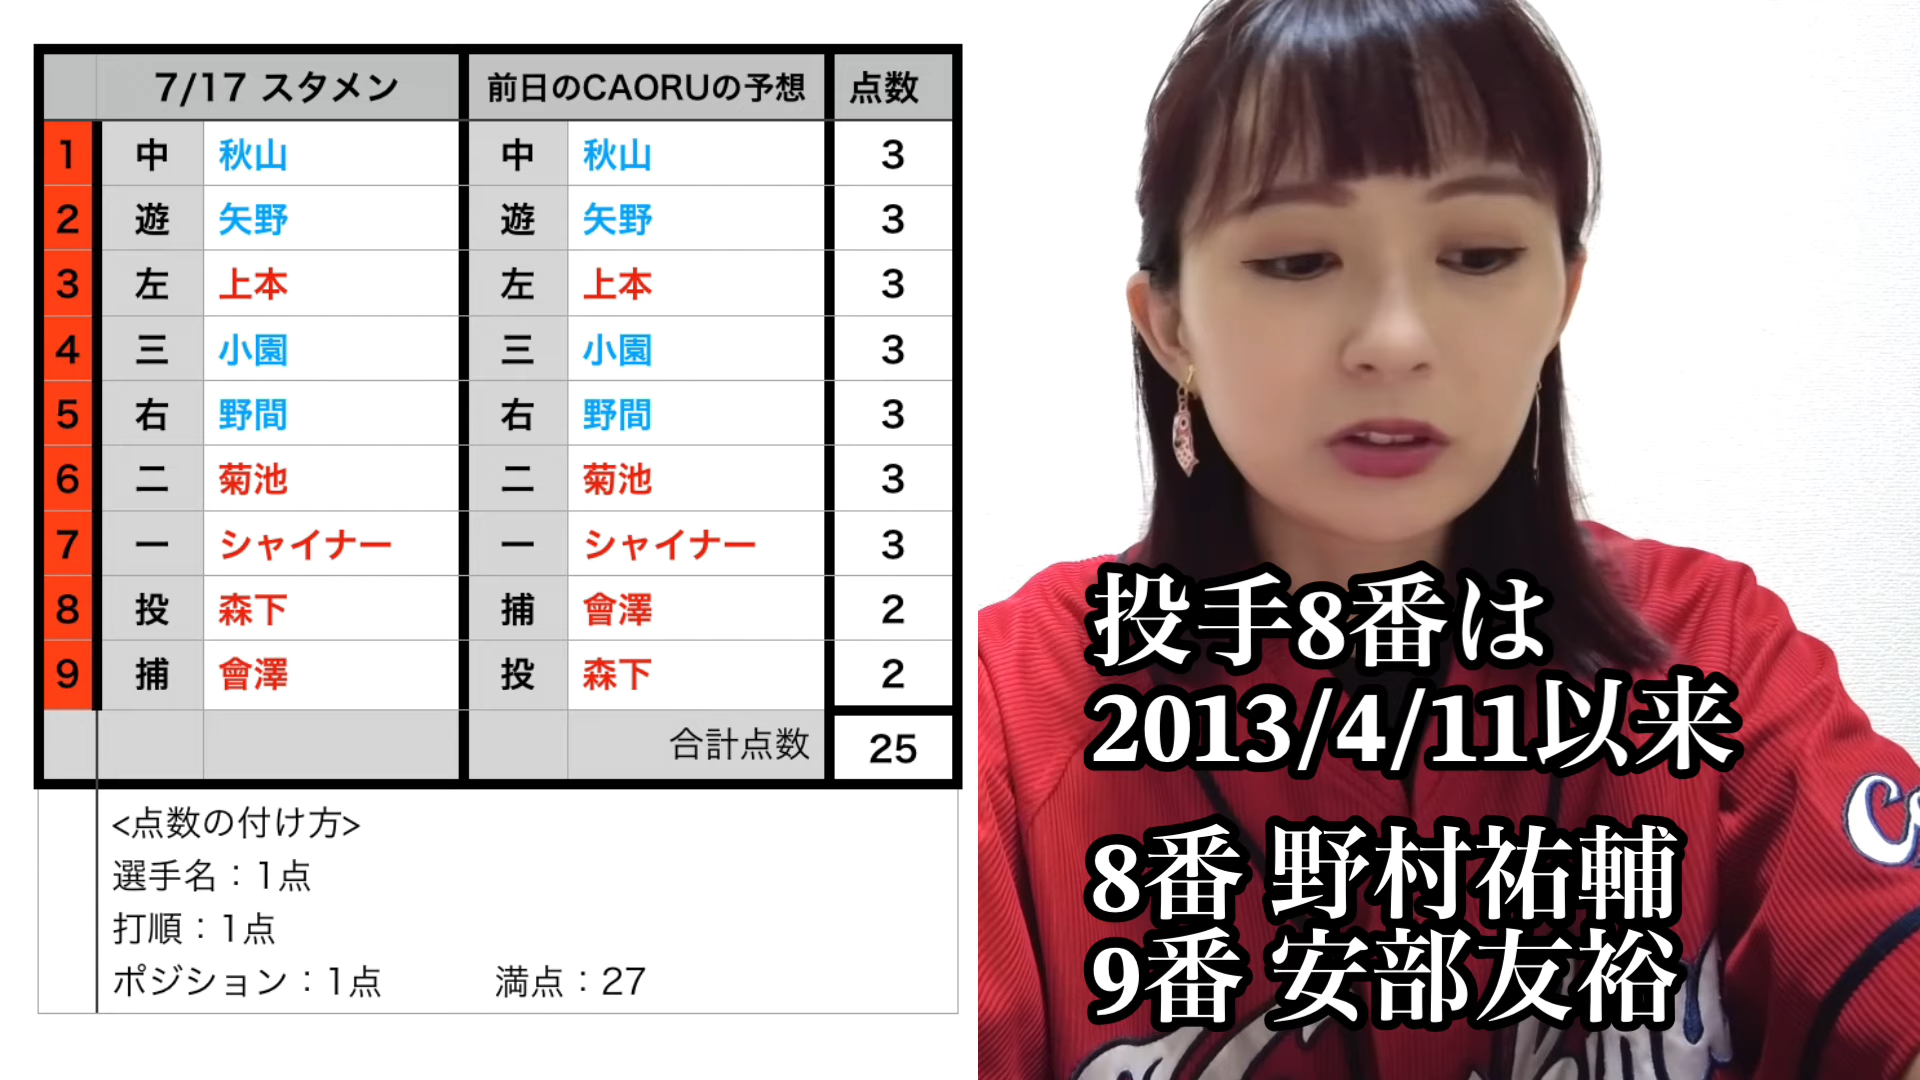 7/17 スタメン 前日のCAORUの予想 点数
1 中 秋山 中 秋山 3
2 遊 矢野 遊 矢野 3
3 左 上本 左 上本 3
4 三 小園 三 小園 3
5 右 野間 右 野間 3
6 二 菊池 二 菊池 3
7 一 シャイナー 一 シャイナー 3
8 投 森下 捕 會澤 2
9 捕 會澤 投 森下 2
合計点数 25
<点数の付け方>
選手名：1点
打順：1点
ポジション：1点 満点：27
投手8番は
2013/4/11以来
8番 野村祐輔
9番 安部友裕